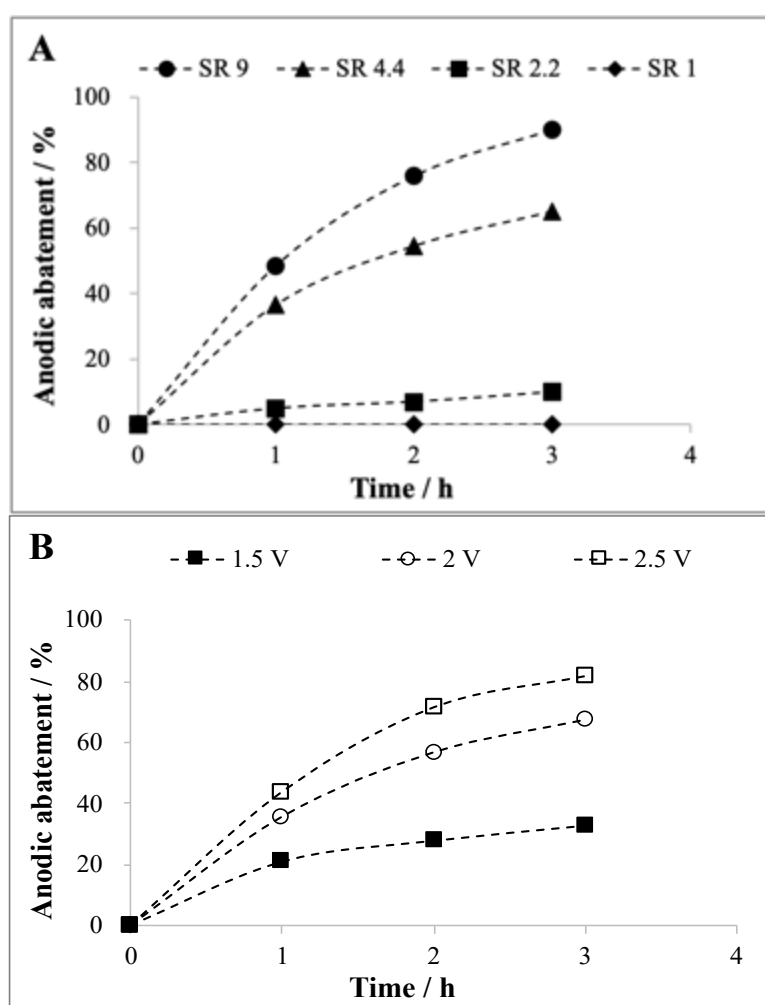 A
SR 9 SR 4.4 SR 2.2 SR 1
100
80
60
40
20
0
0 1 2 3 4
Anodic abatement / %
Time / h
B
1.5 V 2 V 2.5 V
100
80
60
40
20
0
0 1 2 3 4
Anodic abatement / %
Time / h